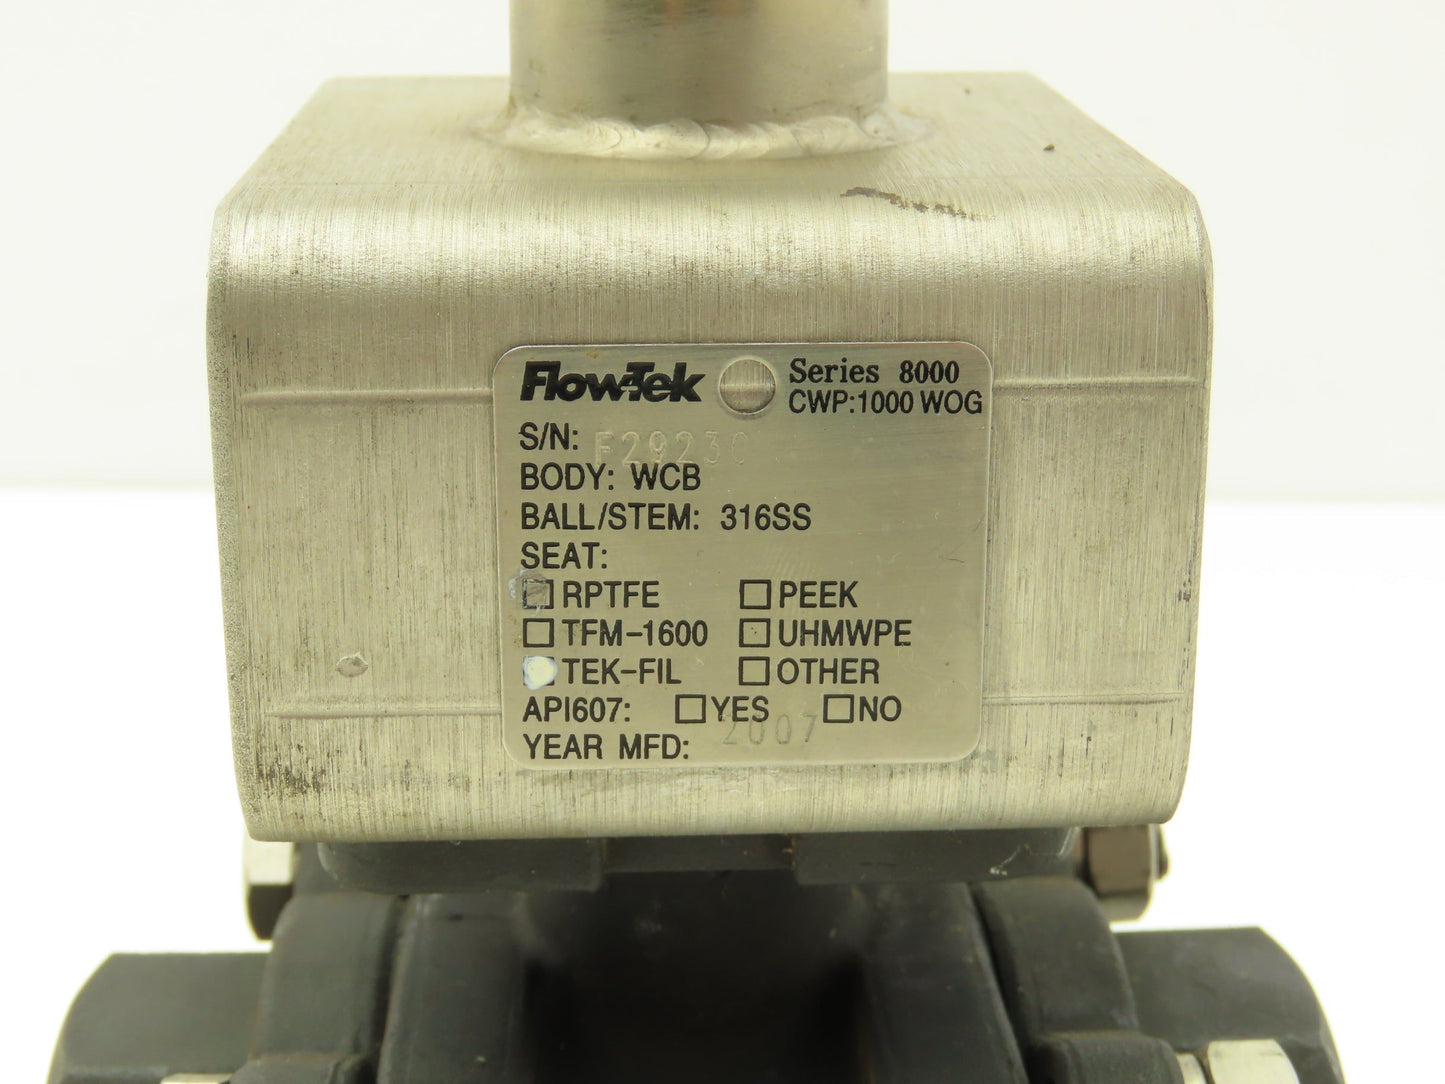 Flow-Tek Series 8000
CWP:1000 WOG
S/N: F29230
BODY: WCB
BALL/STEM: 316SS
SEAT:
RPTFE PEEK
TFM-1600 UHMWPE
TEK-FIL OTHER
API607: YES NO
YEAR MFD: 2007